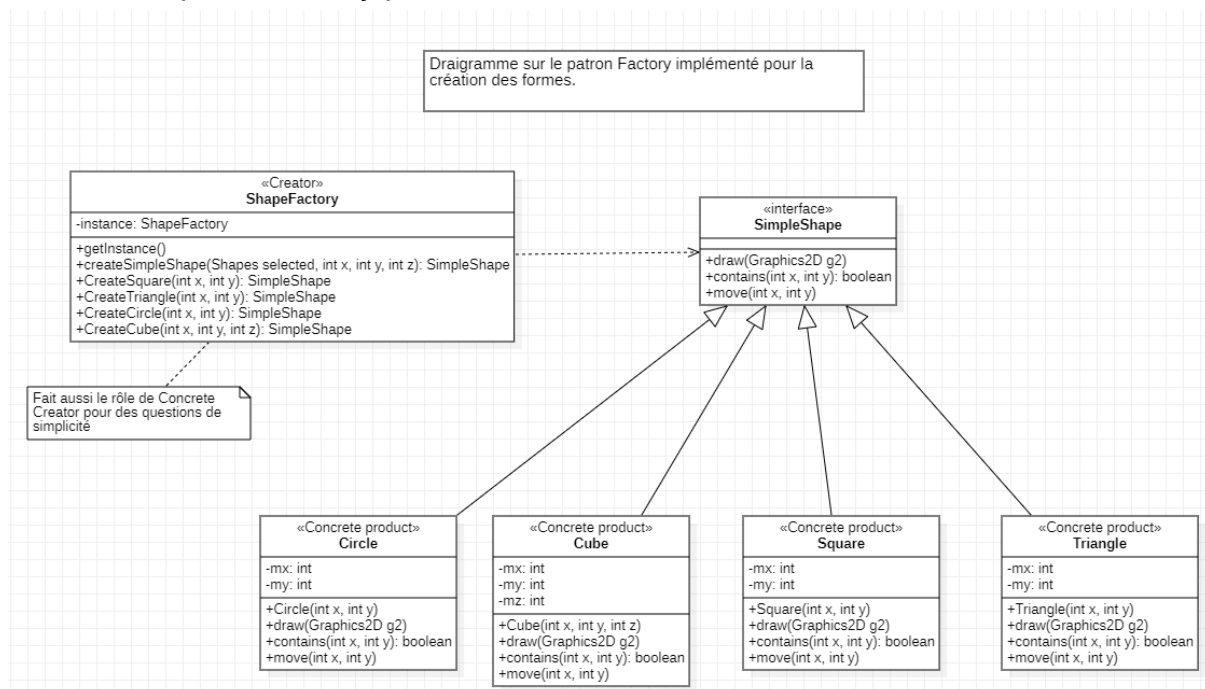 Draigramme sur le patron Factory implémenté pour la
création des formes.
«Creator»
ShapeFactory
-instance: ShapeFactory
+getInstance()
+createSimpleShape(Shapes selected, int x, int y, int z): SimpleShape
+CreateSquare(int x, int y): SimpleShape
+CreateTriangle(int x, int y): SimpleShape
+CreateCircle(int x, int y): SimpleShape
+CreateCube(int x, int y, int z): SimpleShape
«interface»
SimpleShape
+draw(Graphics2D g2)
+contains(int x, int y): boolean
+move(int x, int y)
Fait aussi le rôle de Concrete
Creator pour des questions de
simplicité
«Concrete product»
Circle
-mx: int
-my: int
+Circle(int x, int y)
+draw(Graphics2D g2)
+contains(int x, int y): boolean
+move(int x, int y)
«Concrete product»
Cube
-mx: int
-my: int
-mz: int
+Cube(int x, int y, int z)
+draw(Graphics2D g2)
+contains(int x, int y): boolean
+move(int x, int y)
«Concrete product»
Square
-mx: int
-my: int
+Square(int x, int y)
+draw(Graphics2D g2)
+contains(int x, int y): boolean
+move(int x, int y)
«Concrete product»
Triangle
-mx: int
-my: int
+Triangle(int x, int y)
+draw(Graphics2D g2)
+contains(int x, int y): boolean
+move(int x, int y)